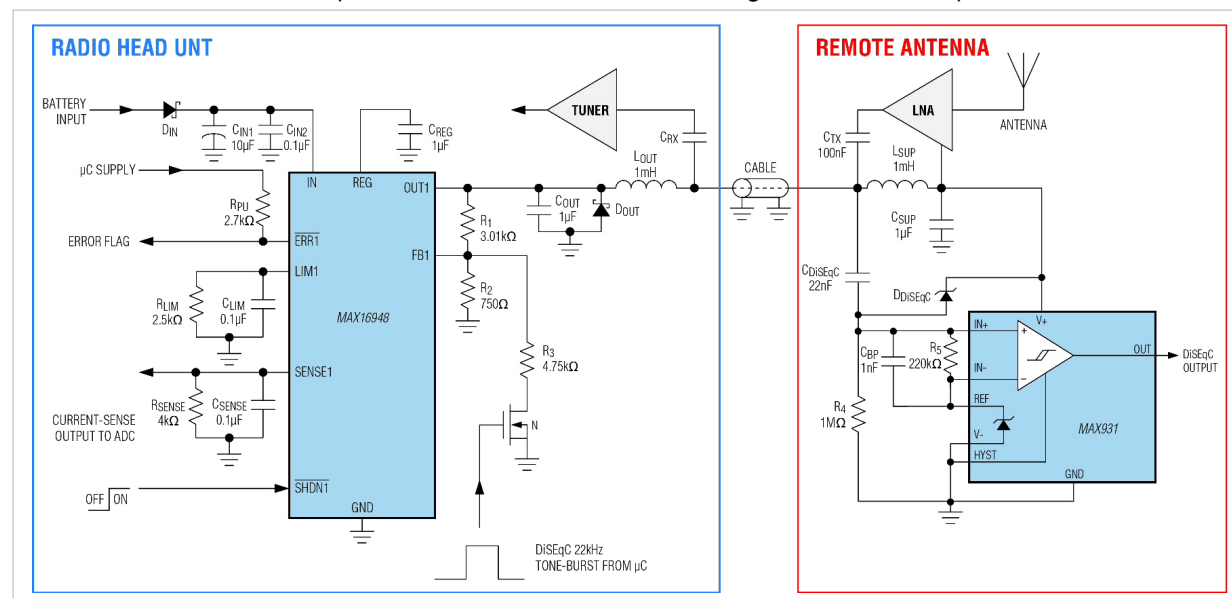 RADIO HEAD UNT
BATTERY
INPUT
DIN
CIN1
10µF
CIN2
0.1µF
CREG
1µF
µC SUPPLY
RPU
2.7kΩ
ERROR FLAG
IN
REG
OUT1
ERR1
FB1
LIM1
MAX16948
SENSE1
SHDN1
GND
RLIM
2.5kΩ
CLIM
0.1µF
RSENSE
4kΩ
CSENSE
0.1µF
CURRENT-SENSE
OUTPUT TO ADC
OFF
ON
TUNER
CRX
LOUT
1mH
COUT
1µF
DOUT
R1
3.01kΩ
R2
750Ω
R3
4.75kΩ
N
DiSEqC 22kHz
TONE-BURST FROM µC
CABLE
REMOTE ANTENNA
LNA
ANTENNA
CTX
100nF
LSUP
1mH
CSUP
1µF
CDiSEqC
22nF
DDiSEqC
V+
IN+
+
IN-
−
REF
V-
HYST
GND
OUT
MAX931
DiSEqC
OUTPUT
CBP
1nF
R5
220kΩ
R4
1MΩ